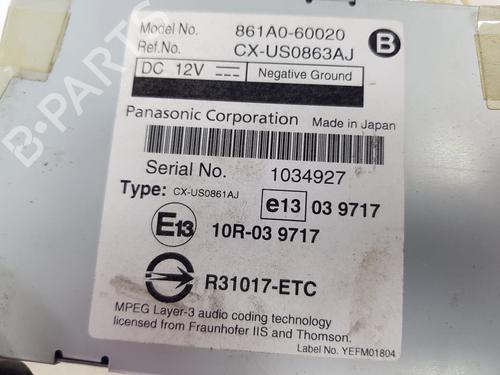 Model No. 861A0-60020
Ref.No. CX-US0863AJ
B
DC 12V Negative Ground
Panasonic Corporation Made in Japan
Serial No. 1034927
Type: CX-US0861AJ e13 03 9717
E13 10R-03 9717
R31017-ETC
MPEG Layer-3 audio coding technology
licensed from Fraunhofer IIS and Thomson.
Label No. YEFM01804
B-PARTS